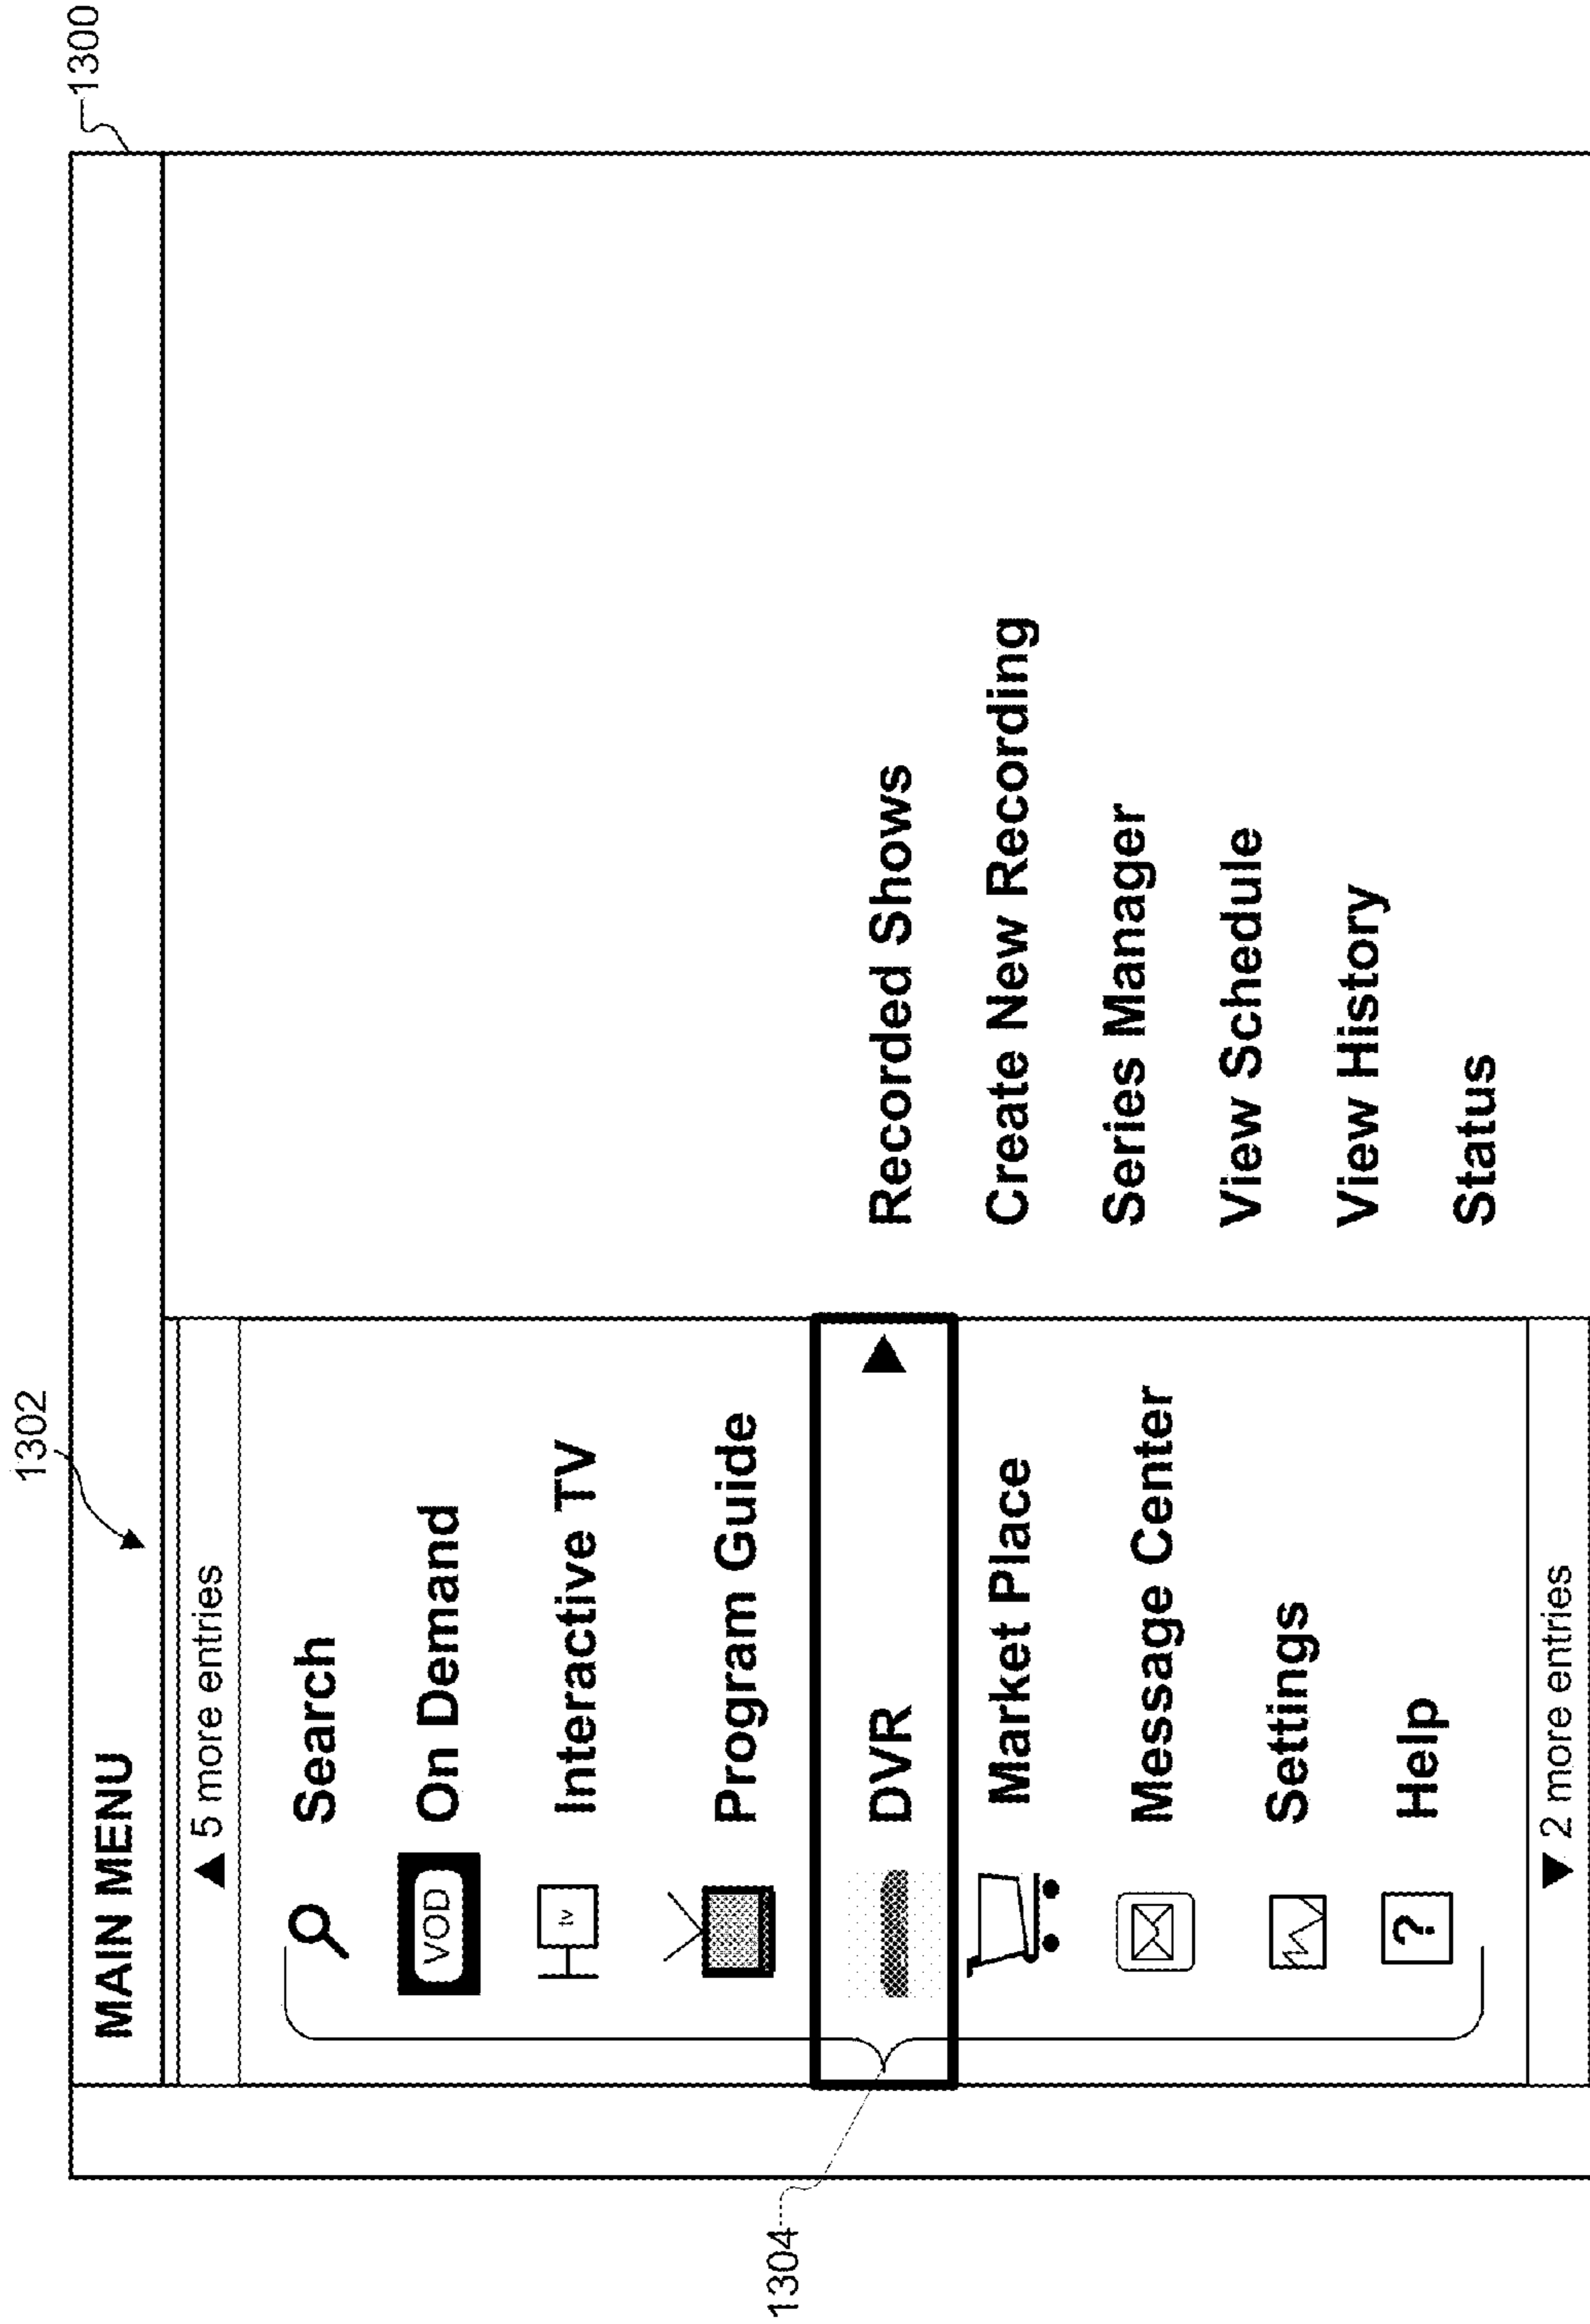 1302
1300
MAIN MENU
▲ 5 more entries
Search
VOD On Demand
tv Interactive TV
Program Guide
DVR
Market Place
Message Center
Settings
? Help
▼ 2 more entries
Recorded Shows
Create New Recording
Series Manager
View Schedule
View History
Status
1304